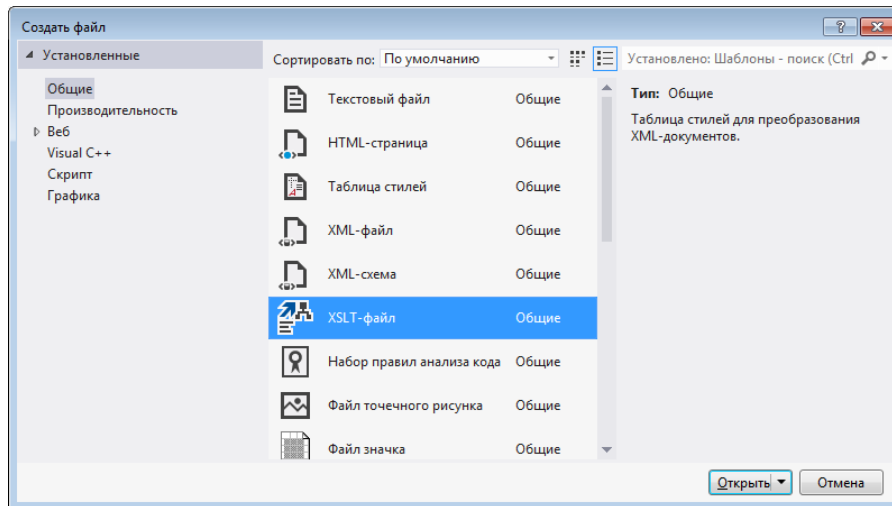 Создать файл
Установленные
Сортировать по: По умолчанию
Установлено: Шаблоны - поиск (Ctrl
Общие
Производительность
Веб
Visual C++
Скрипт
Графика
Текстовый файл Общие
HTML-страница Общие
Таблица стилей Общие
XML-файл Общие
XML-схема Общие
XSLT-файл Общие
Набор правил анализа кода Общие
Файл точечного рисунка Общие
Файл значка Общие
Тип: Общие
Таблица стилей для преобразования
XML-документов.
Открыть
Отмена